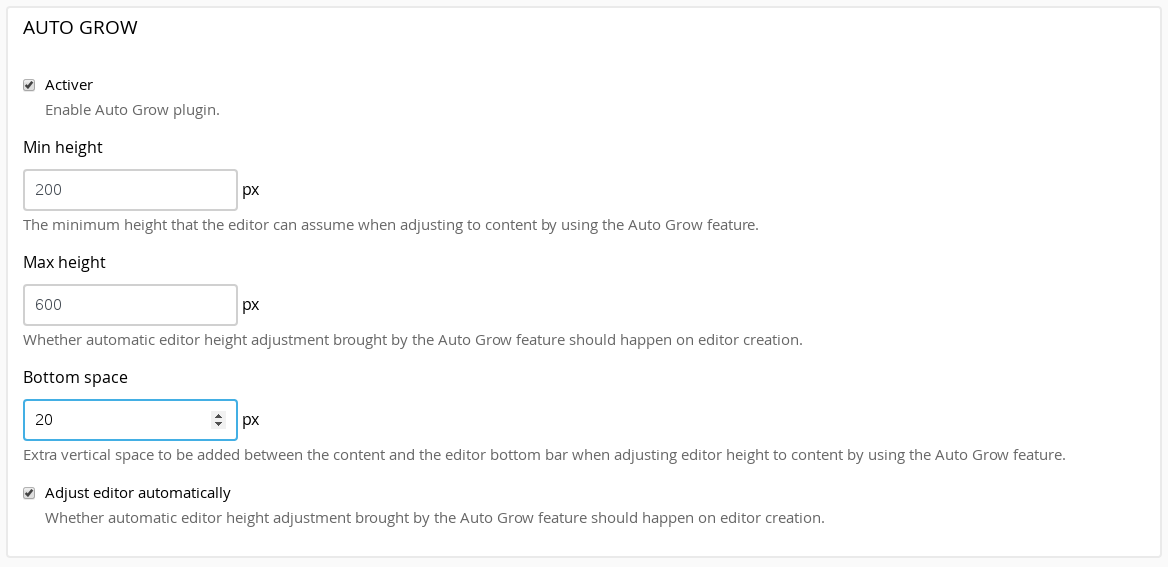 AUTO GROW
Activer
Enable Auto Grow plugin.
Min height
200 px
The minimum height that the editor can assume when adjusting to content by using the Auto Grow feature.
Max height
600 px
Whether automatic editor height adjustment brought by the Auto Grow feature should happen on editor creation.
Bottom space
20 px
Extra vertical space to be added between the content and the editor bottom bar when adjusting editor height to content by using the Auto Grow feature.
Adjust editor automatically
Whether automatic editor height adjustment brought by the Auto Grow feature should happen on editor creation.